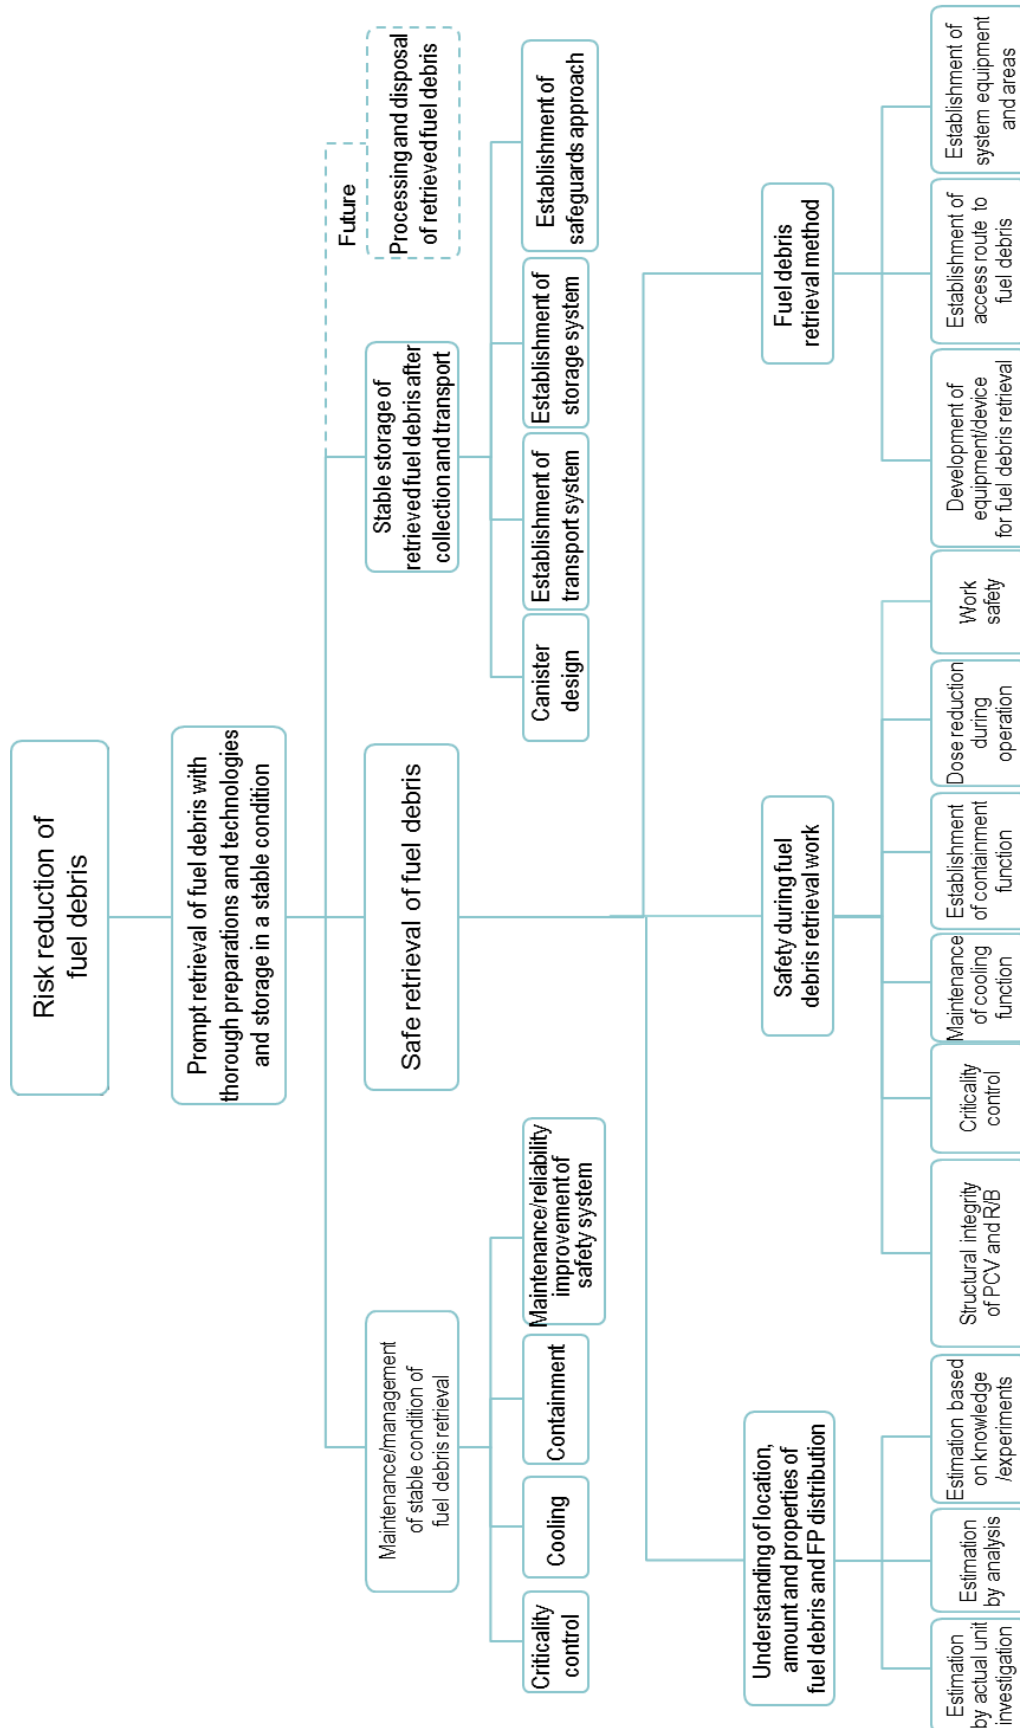 Risk reduction of
fuel debris
Prompt retrieval of fuel debris with
thorough preparations and technologies
and storage in a stable condition
Maintenance/management
of stable condition of
fuel debris retrieval
Safe retrieval of fuel debris
Stable storage of
retrieved fuel debris after
collection and transport
Future
Processing and disposal
of retrieved fuel debris
Criticality
control
Cooling
Containment
Maintenance/reliability
improvement of
safety system
Canister
design
Establishment of
transport system
Establishment of
storage system
Establishment of
safeguards approach
Understanding of location,
amount and properties of
fuel debris and FP distribution
Safety during fuel
debris retrieval work
Fuel debris
retrieval method
Estimation
by actual unit
investigation
Estimation
by analysis
Estimation based
on knowledge
/experiments
Structural integrity
of PCV and R/B
Criticality
control
Maintenance
of cooling
function
Establishment
of containment
function
Dose reduction
during
operation
Work
safety
Development of
equipment/device
for fuel debris retrieval
Establishment of
access route to
fuel debris
Establishment of
system equipment
and areas